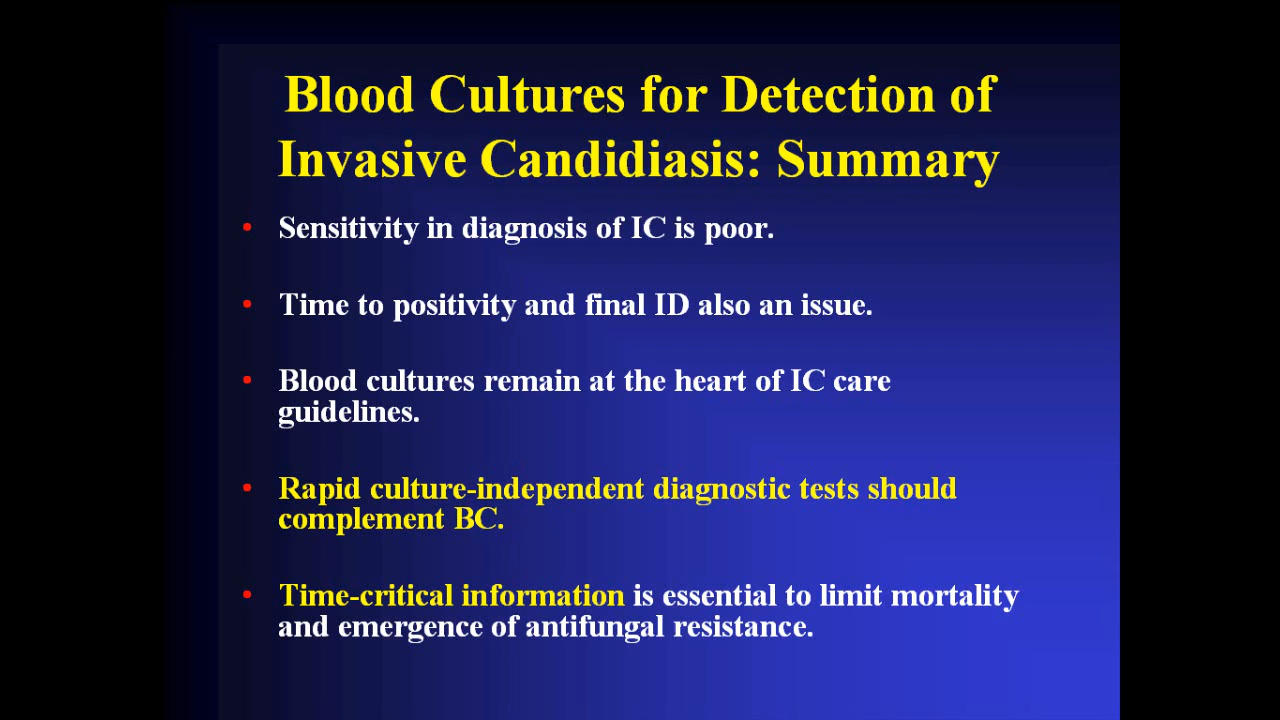 Blood Cultures for Detection of
Invasive Candidiasis: Summary
• Sensitivity in diagnosis of IC is poor.
• Time to positivity and final ID also an issue.
• Blood cultures remain at the heart of IC care
guidelines.
• Rapid culture-independent diagnostic tests should
complement BC.
• Time-critical information is essential to limit mortality
and emergence of antifungal resistance.